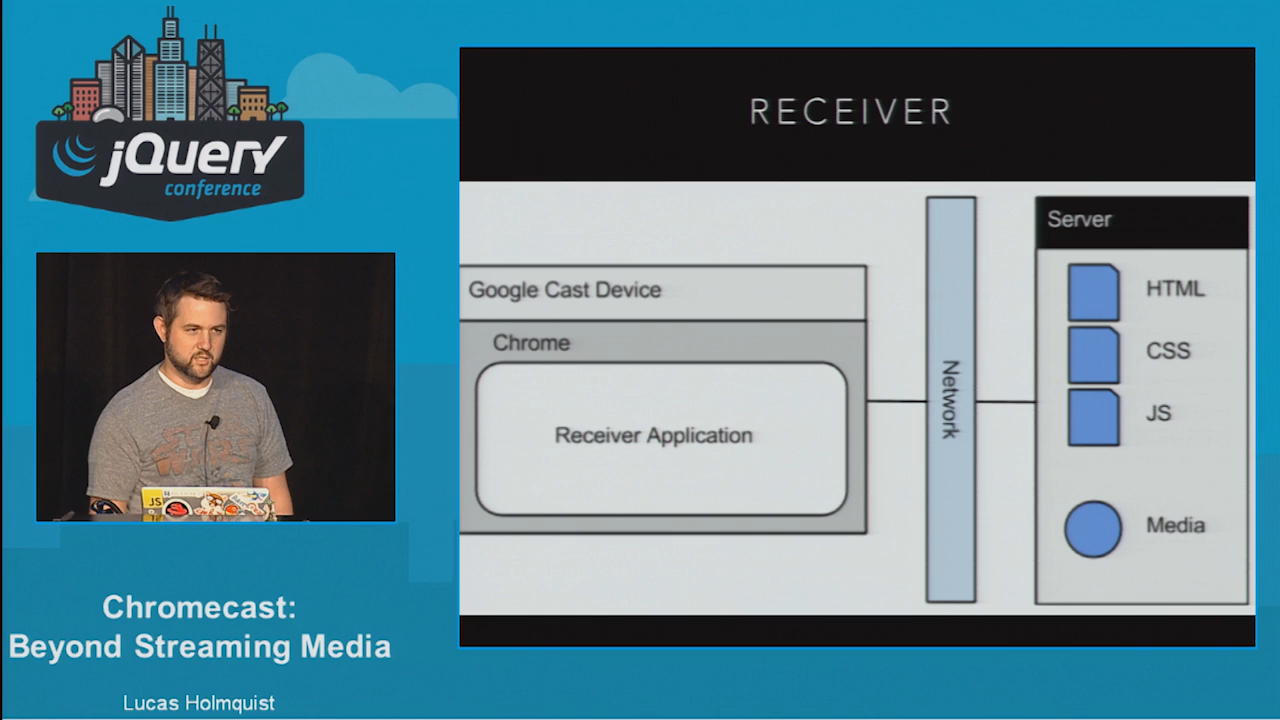 jQuery
conference
Chromecast:
Beyond Streaming Media
Lucas Holmquist
RECEIVER
Google Cast Device
Chrome
Receiver Application
Network
Server
HTML
CSS
JS
Media
JS